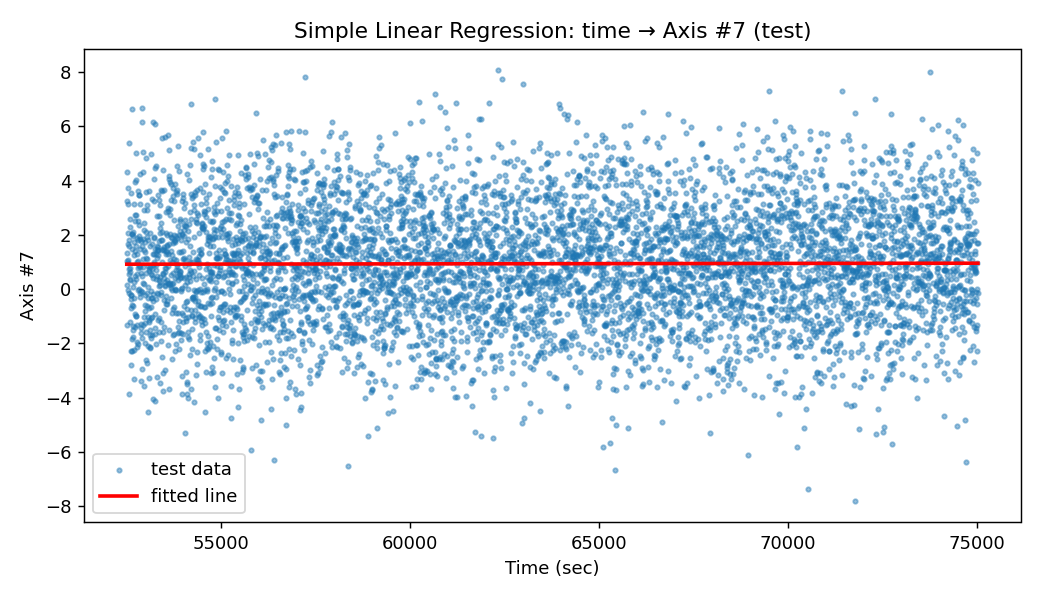 Simple Linear Regression: time → Axis #7 (test)
8
6
4
2
0
−2
−4
−6
−8
Axis #7
test data
fitted line
55000 60000 65000 70000 75000
Time (sec)